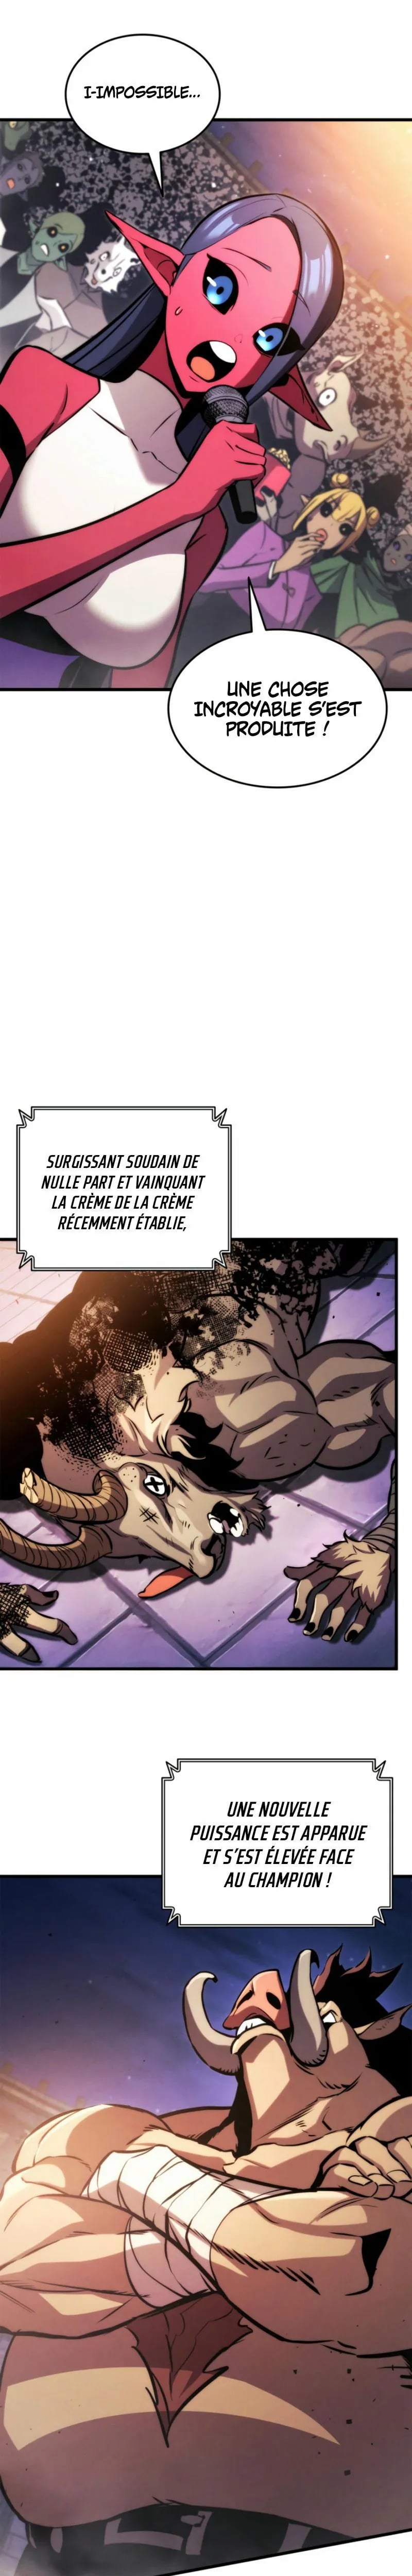 I-IMPOSSIBLE...
UNE CHOSE
INCROYABLE S'EST
PRODUITE !
SURGISSANT SOUDAIN DE
NULLE PART ET VAINQUANT
LA CRÈME DE LA CRÈME
RÉCEMMENT ÉTABLIE,
UNE NOUVELLE
PUISSANCE EST APPARUE
ET S'EST ÉLEVÉE FACE
AU CHAMPION !